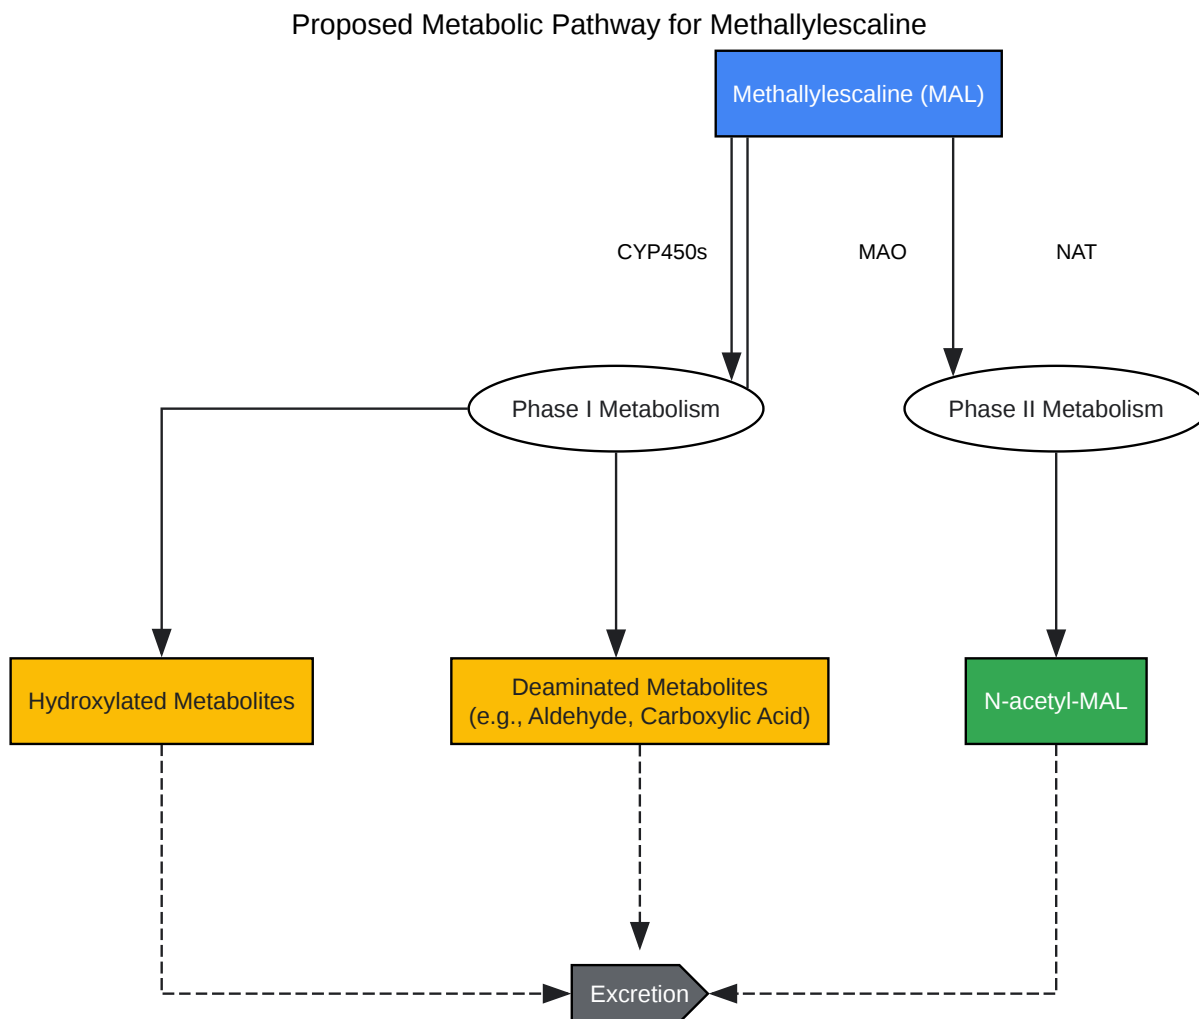 Proposed Metabolic Pathway for Methallylescaline
Methallylescaline (MAL)
CYP450s
MAO
NAT
Phase I Metabolism
Phase II Metabolism
Hydroxylated Metabolites
Deaminated Metabolites
(e.g., Aldehyde, Carboxylic Acid)
N-acetyl-MAL
Excretion